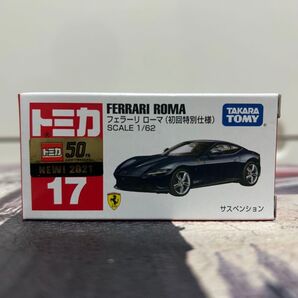 トミカ
トミカ 50th
NEW! 2021
17
FERRARI ROMA
フェラーリ ローマ（初回特別仕様）
SCALE 1/62
TAKARA
TOMY
サスペンション